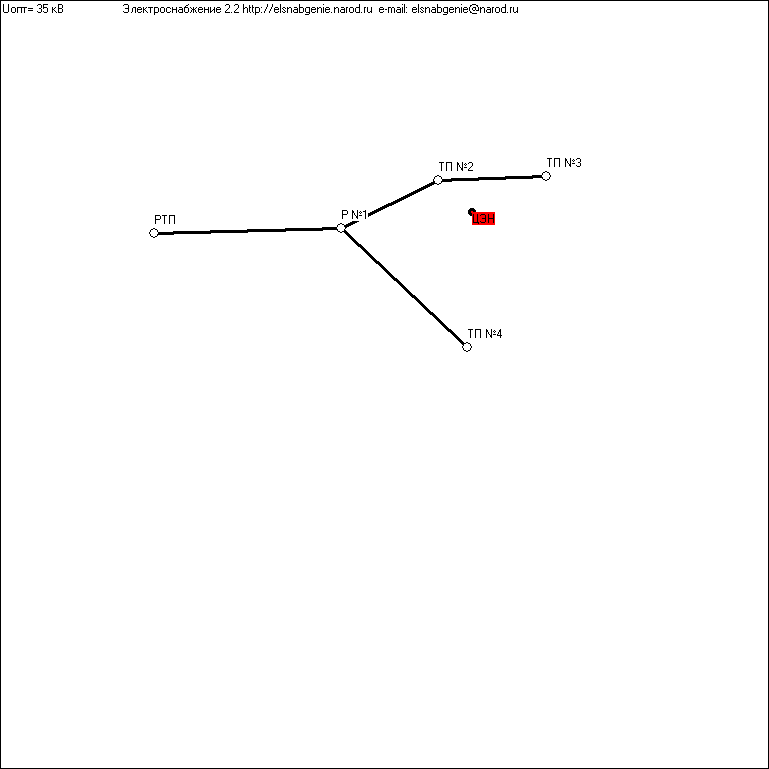 Uопт= 35 кВ Электроснабжение 2.2 http://elsnabgenie.narod.ru e-mail: elsnabgenie@narod.ru
ТП №3
ТП №2
Р №1
РТП
ЦЭН
ТП №4